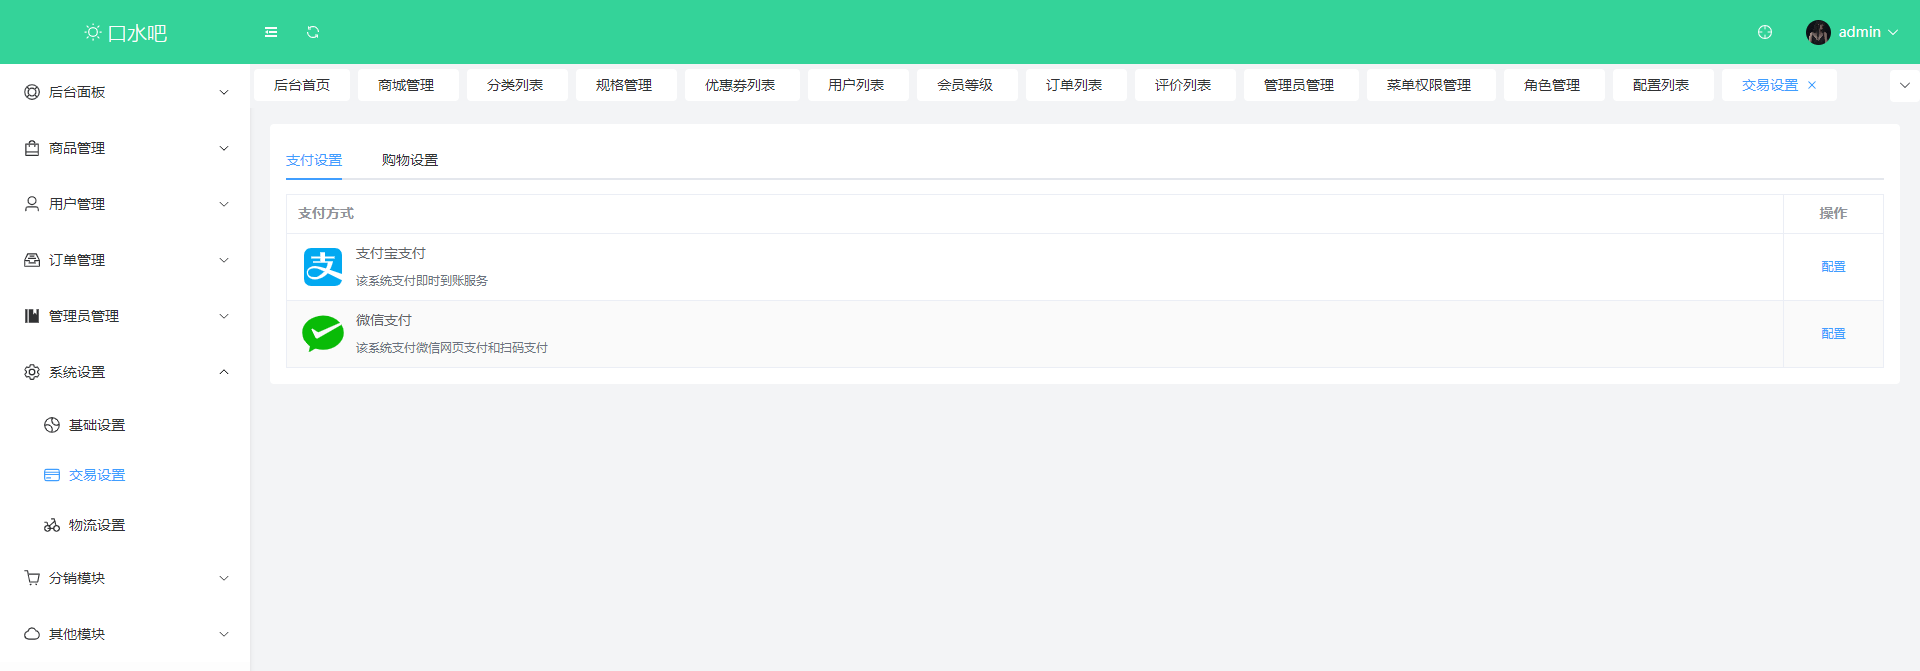 口水吧
admin
后台面板
商品管理
用户管理
订单管理
管理员管理
系统设置
基础设置
交易设置
物流设置
分销模块
其他模块
后台首页 商城管理 分类列表 规格管理 优惠券列表 用户列表 会员等级 订单列表 评价列表 管理员管理 菜单权限管理 角色管理 配置列表 交易设置
支付设置 购物设置
支付方式 操作
支付宝支付
该系统支付即时到账服务
配置
微信支付
该系统支付微信网页支付和扫码支付
配置